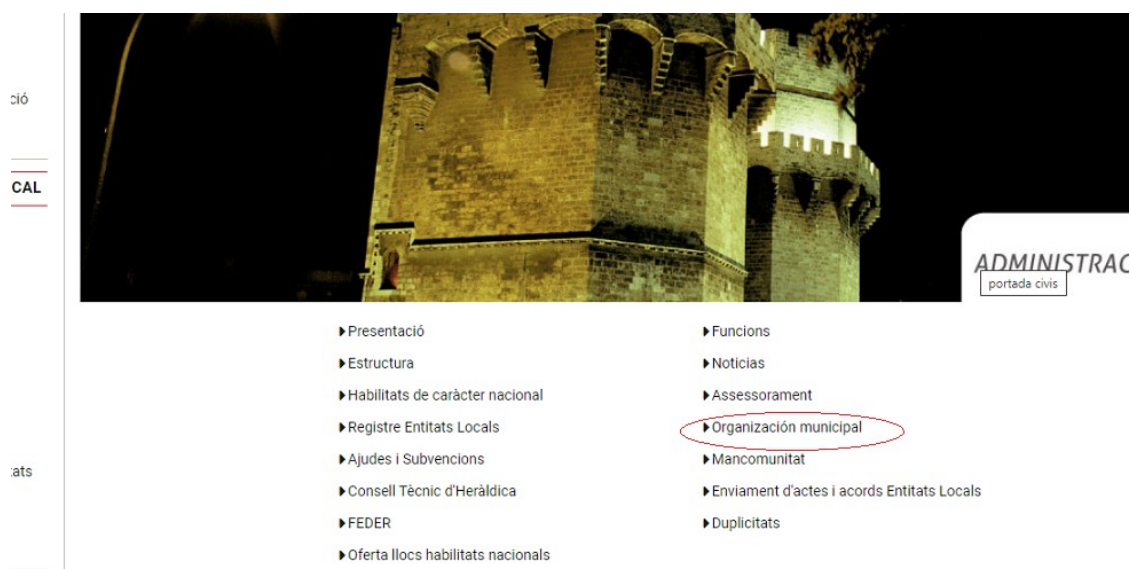 ció
CAL
ADMINISTRAC
portada civis
Presentació
Estructura
Habilitats de caràcter nacional
Registre Entitats Locals
Ajudes i Subvencions
Consell Tècnic d'Heràldica
FEDER
Oferta llocs habilitats nacionals
Funcions
Noticias
Assessorament
Organización municipal
Mancomunitat
Enviament d'actes i acords Entitats Locals
Duplicitats
tats